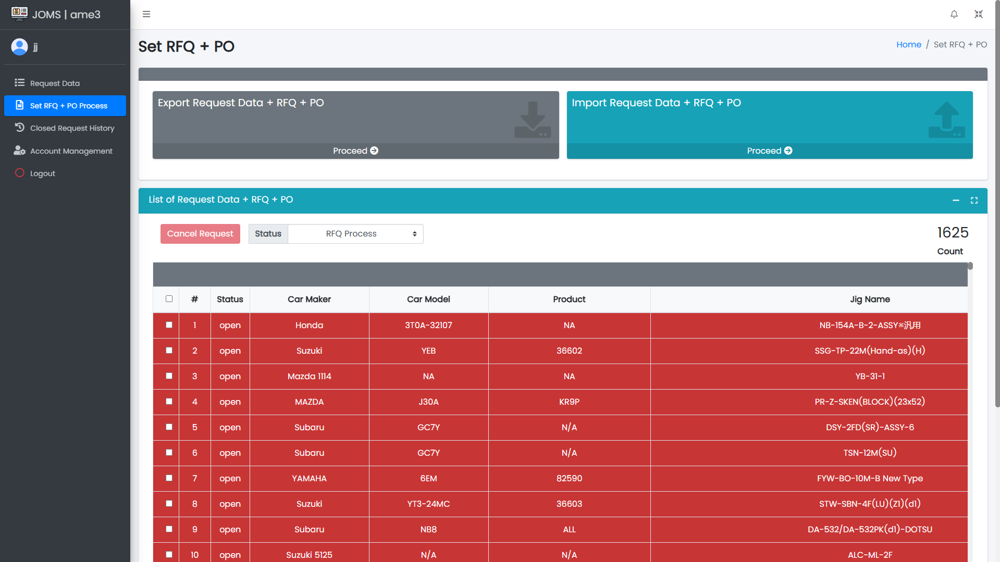 JOMS | ame3
jj
Request Data
Set RFQ + PO Process
Closed Request History
Account Management
Logout
Set RFQ + PO
Home / Set RFQ + PO
Export Request Data + RFQ + PO
Proceed
Import Request Data + RFQ + PO
Proceed
List of Request Data + RFQ + PO
Cancel Request
Status RFQ Process
1625
Count
# Status Car Maker Car Model Product Jig Name
1 open Honda 3T0A-32107 NA NB-154A-B-2-ASSY※汎用
2 open Suzuki YEB 36602 SSG-TP-22M(Hand-as)(H)
3 open Mazda 1114 NA NA YB-31-1
4 open MAZDA J30A KR9P PR-Z-SKEN(BLOCK)(23x52)
5 open Subaru GC7Y N/A DSY-2FD(SR)-ASSY-6
6 open Subaru GC7Y N/A TSN-12M(SU)
7 open YAMAHA 6EM 82590 FYW-BO-10M-B New Type
8 open Suzuki YT3-24MC 36603 STW-SBN-4F(LU)(Z1)(d1)
9 open Subaru NB8 ALL DA-532/DA-532PK(d1)-DOTSU
10 open Suzuki 5125 N/A N/A ALC-ML-2F